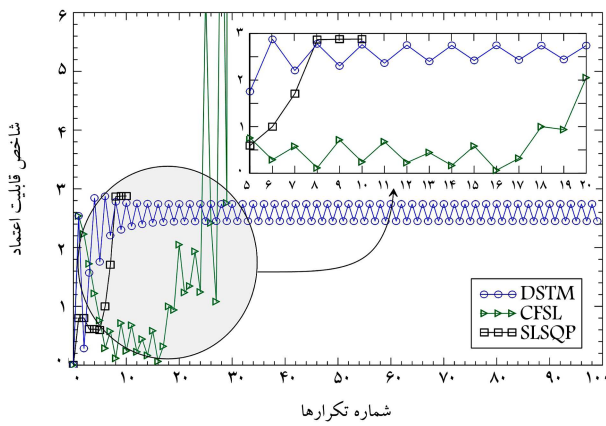 شاخص قابلیت اعتماد
۶
۵
۴
۳
۲
۱
۰
۳
۲
۱
۰
۵ ۶ ۷ ۸ ۹ ۱۰ ۱۱ ۱۲ ۱۳ ۱۴ ۱۵ ۱۶ ۱۷ ۱۸ ۱۹ ۲۰
DSTM
CFSL
SLSQP
۰ ۱۰ ۲۰ ۳۰ ۴۰ ۵۰ ۶۰ ۷۰ ۸۰ ۹۰ ۱۰۰
شماره تکرارها